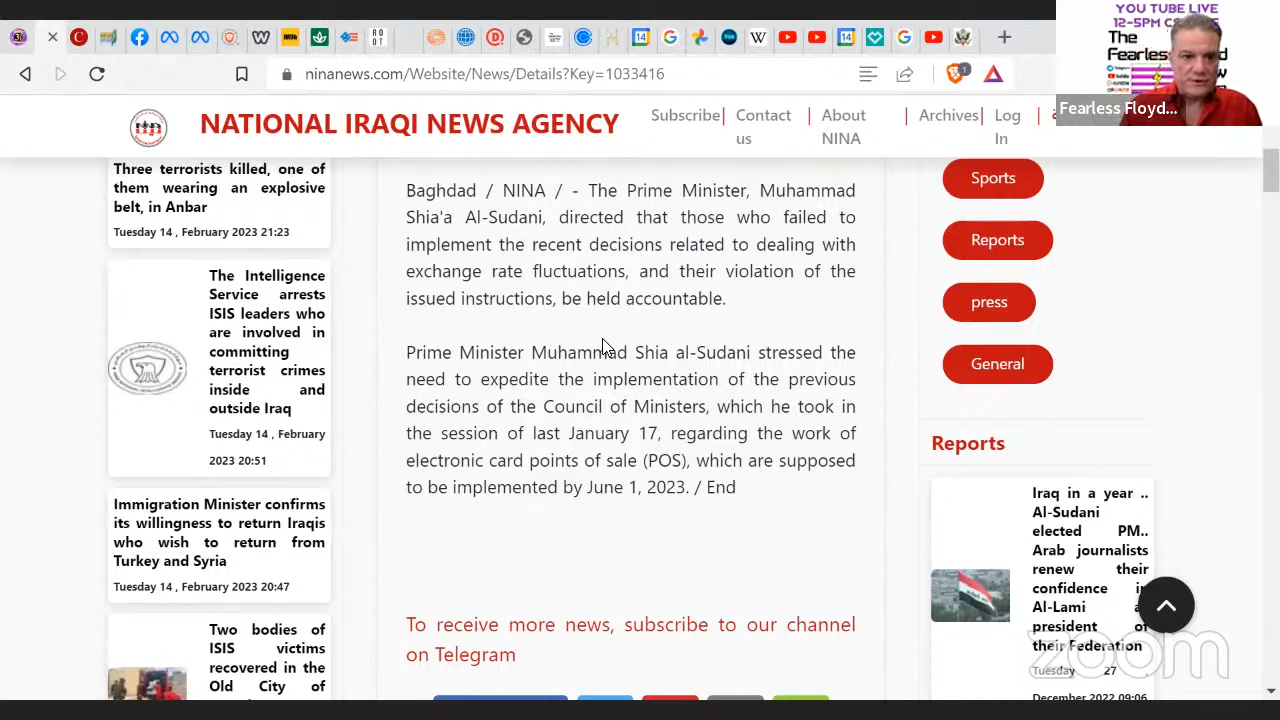 YOU TUBE LIVE
The
Fearless
Fearless Floyd...
ninanews.com/Website/News/Details?Key=1033416
1
NATIONAL IRAQI NEWS AGENCY
Subscribe|
Contact us |
About NINA
| Archives|
Log In |
Three terrorists killed, one of
them wearing an explosive
belt, in Anbar
Tuesday 14 , February 2023 21:23
The Intelligence
Service arrests
ISIS leaders who
are involved in
committing
terrorist crimes
inside and
outside Iraq
Tuesday 14 , February
2023 20:51
Immigration Minister confirms
its willingness to return Iraqis
who wish to return from
Turkey and Syria
Tuesday 14 , February 2023 20:47
Two bodies of
ISIS victims
recovered in the
Old City of
Baghdad / NINA / - The Prime Minister, Muhammad
Shia'a Al-Sudani, directed that those who failed to
implement the recent decisions related to dealing with
exchange rate fluctuations, and their violation of the
issued instructions, be held accountable.
Prime Minister Muhammad Shia al-Sudani stressed the
need to expedite the implementation of the previous
decisions of the Council of Ministers, which he took in
the session of last January 17, regarding the work of
electronic card points of sale (POS), which are supposed
to be implemented by June 1, 2023. / End
To receive more news, subscribe to our channel
on Telegram
Sports
Reports
press
General
Reports
Iraq in a year ..
Al-Sudani
elected PM..
Arab journalists
renew their
confidence in
Al-Lami
president of
their Federation
Tuesday 27 ,
December 2022 09:06
zoom